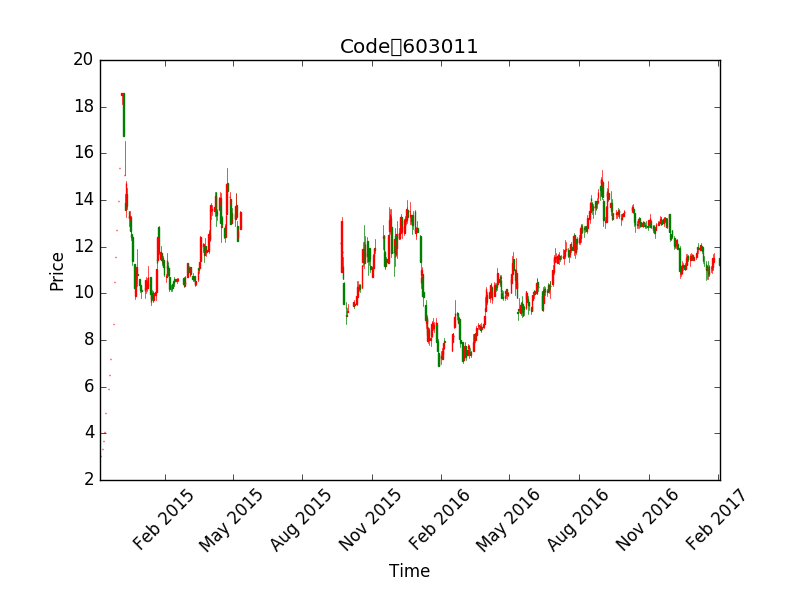 Code▯603011
20
18
16
14
12
10
8
6
4
2
Price
Feb 2015
May 2015
Aug 2015
Nov 2015
Feb 2016
May 2016
Aug 2016
Nov 2016
Feb 2017
Time